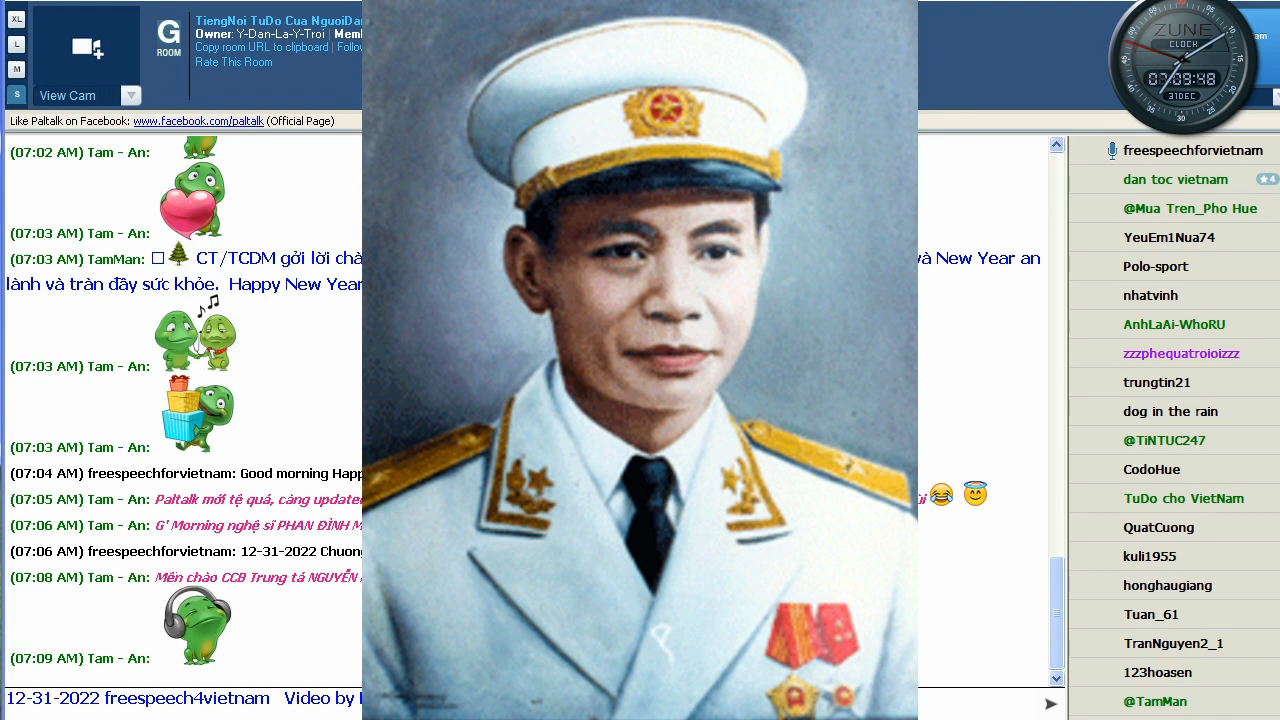 XL
L
M
S
View Cam
G
ROOM
TiengNoi TuDo Cua NguoiDa
Owner: Y-Dan-La-Y-Troi | Meml
Copy room URL to clipboard | Follow
Rate This Room
ZUNE
CLOCK
07:09:48
31DEC
am
Like Paltalk on Facebook: www.facebook.com/paltalk (Official Page)
(07:02 AM) Tam - An:
(07:03 AM) Tam - An:
(07:03 AM) TamMan: CT/TCDM gởi lời chà và New Year an
lành và tràn đầy sức khỏe. Happy New Year
(07:03 AM) Tam - An:
(07:03 AM) Tam - An:
(07:04 AM) freespeechforvietnam: Good morning Happ
(07:05 AM) Tam - An: Paltalk mới tệ quá, càng update
(07:06 AM) Tam - An: G' Morning nghệ sĩ PHAN ĐÌNH M
(07:06 AM) freespeechforvietnam: 12-31-2022 Chuong
(07:08 AM) Tam - An: Mến chào CCB Trung tá NGUYỄN
(07:09 AM) Tam - An:
12-31-2022 freespeech4vietnam Video by
freespeechforvietnam
dan toc vietnam
4
@Mua Tren_Pho Hue
YeuEm1Nua74
Polo-sport
nhatvinh
AnhLaAi-WhoRU
zzzphequatroioizzz
trungtin21
dog in the rain
@TiNTUC247
CodoHue
TuDo cho VietNam
QuatCuong
kuli1955
honghaugiang
Tuan_61
TranNguyen2_1
123hoasen
@TamMan